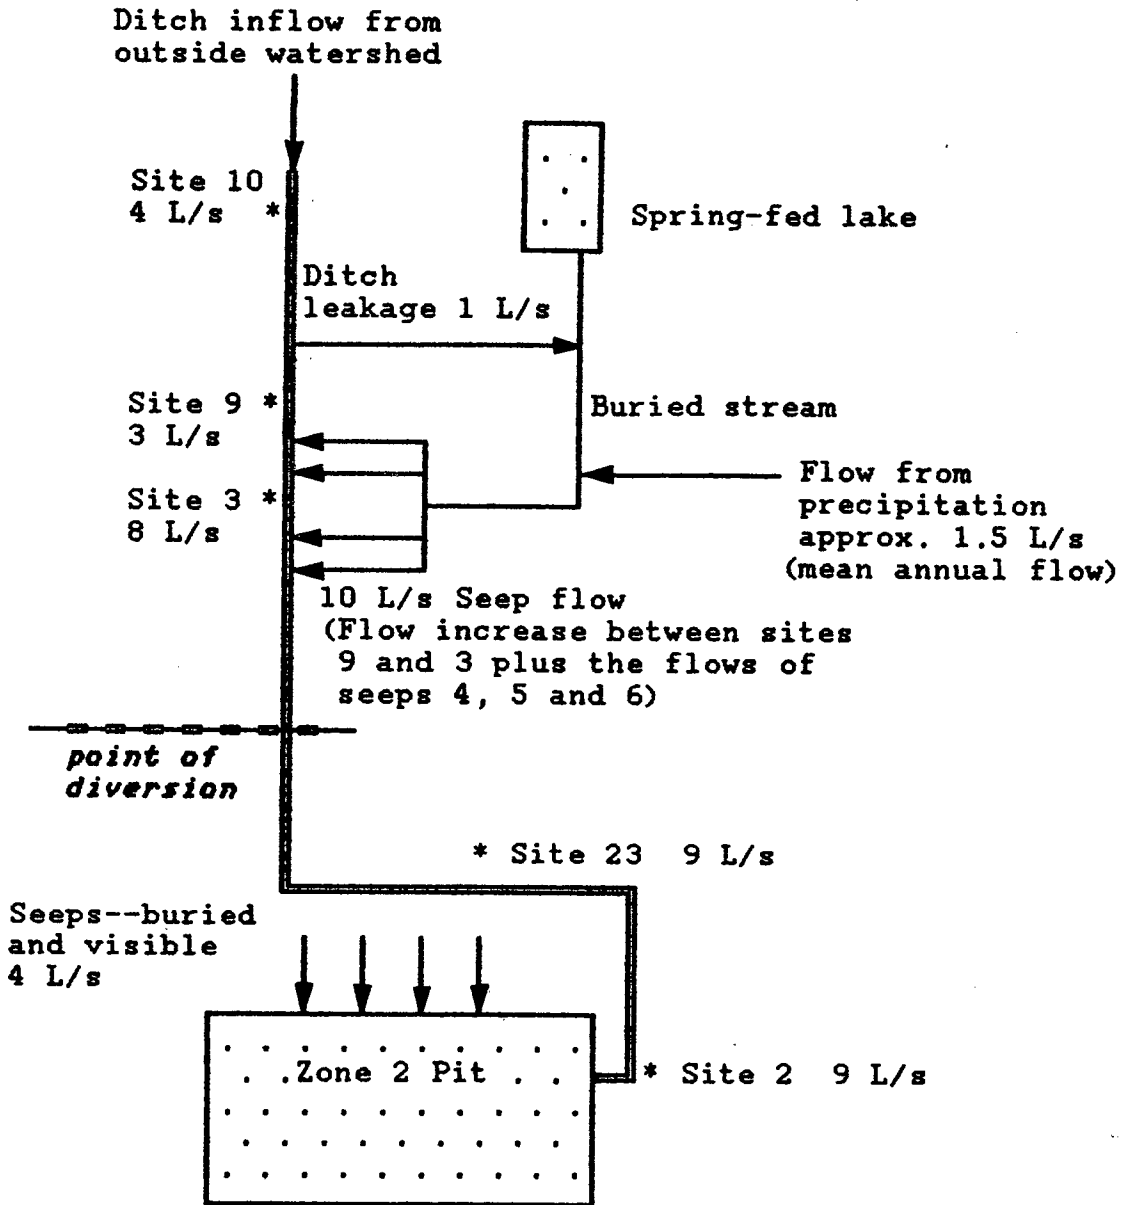 Ditch inflow from
outside watershed
Site 10
4 L/s *
Spring-fed lake
Ditch
leakage 1 L/s
Site 9 *
3 L/s
Buried stream
Site 3 *
8 L/s
Flow from
precipitation
approx. 1.5 L/s
(mean annual flow)
10 L/s Seep flow
(Flow increase between sites
9 and 3 plus the flows of
seeps 4, 5 and 6)
point of
diversion
* Site 23 9 L/s
Seeps--buried
and visible
4 L/s
Zone 2 Pit
* Site 2 9 L/s